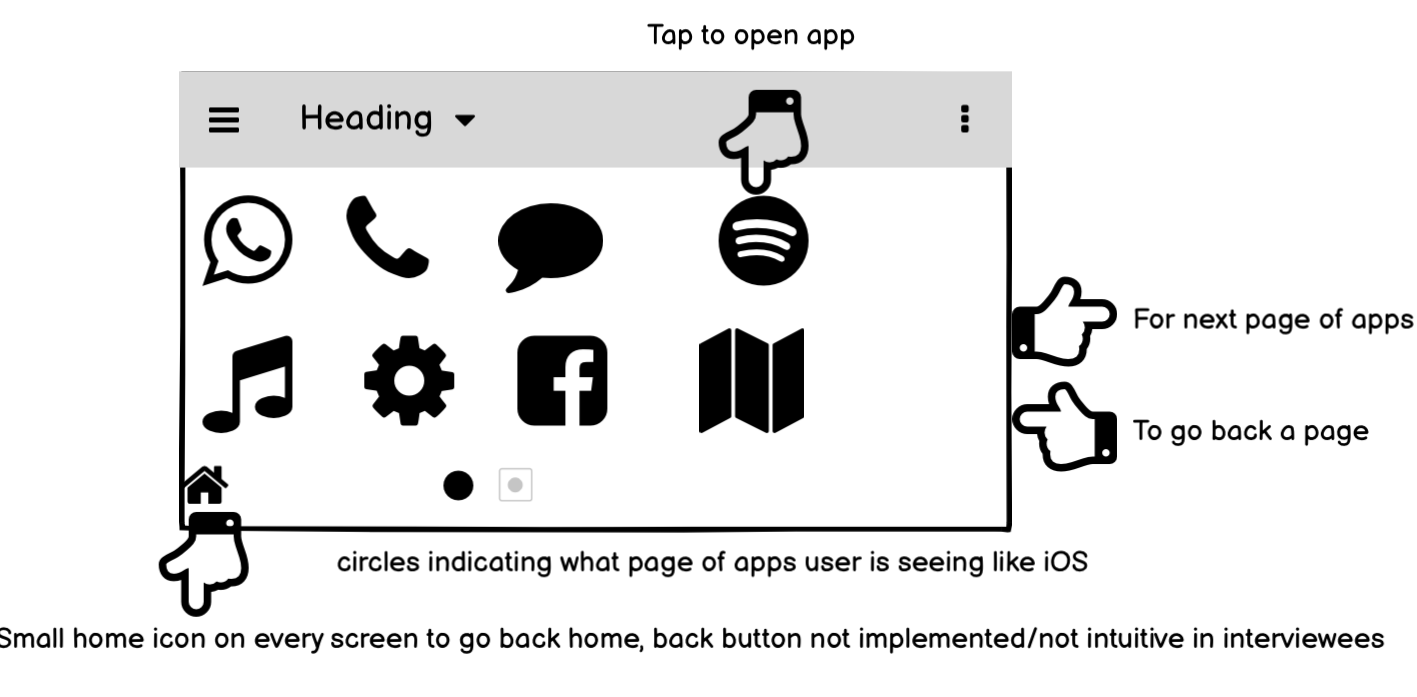 Tap to open app
Heading
For next page of apps
To go back a page
circles indicating what page of apps user is seeing like iOS
Small home icon on every screen to go back home, back button not implemented/not intuitive in interviewees